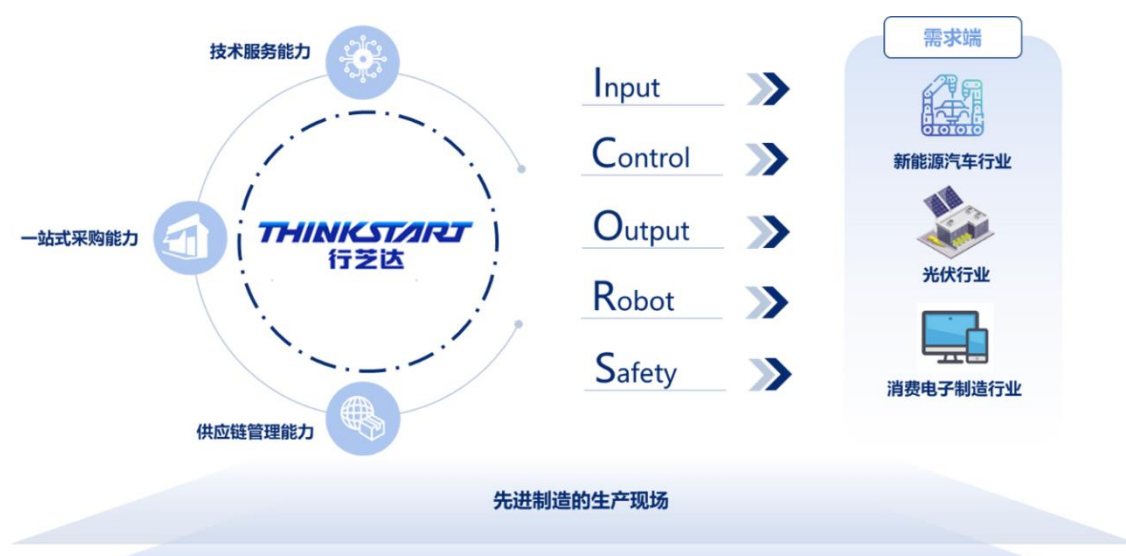 技术服务能力
一站式采购能力
供应链管理能力
THINKSTART
行芝达
Input
Control
Output
Robot
Safety
需求端
新能源汽车行业
光伏行业
消费电子制造行业
先进制造的生产现场